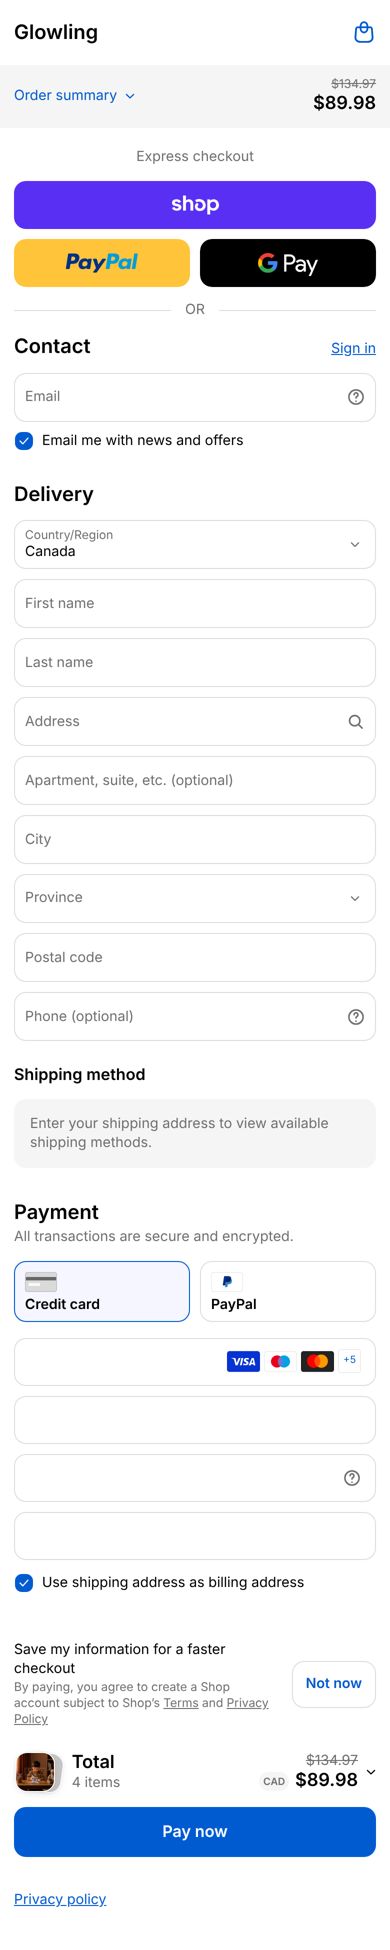 Glowling
Order summary
$134.97
$89.98
Express checkout
shop
PayPal
G Pay
OR
Contact
Sign in
Email
Email me with news and offers
Delivery
Country/Region
Canada
First name
Last name
Address
Apartment, suite, etc. (optional)
City
Province
Postal code
Phone (optional)
Shipping method
Enter your shipping address to view available
shipping methods.
Payment
All transactions are secure and encrypted.
Credit card
PayPal
VISA
+5
Use shipping address as billing address
Save my information for a faster
checkout
By paying, you agree to create a Shop
account subject to Shop's Terms and Privacy
Policy
Not now
Total
4 items
$134.97
CAD $89.98
Pay now
Privacy policy